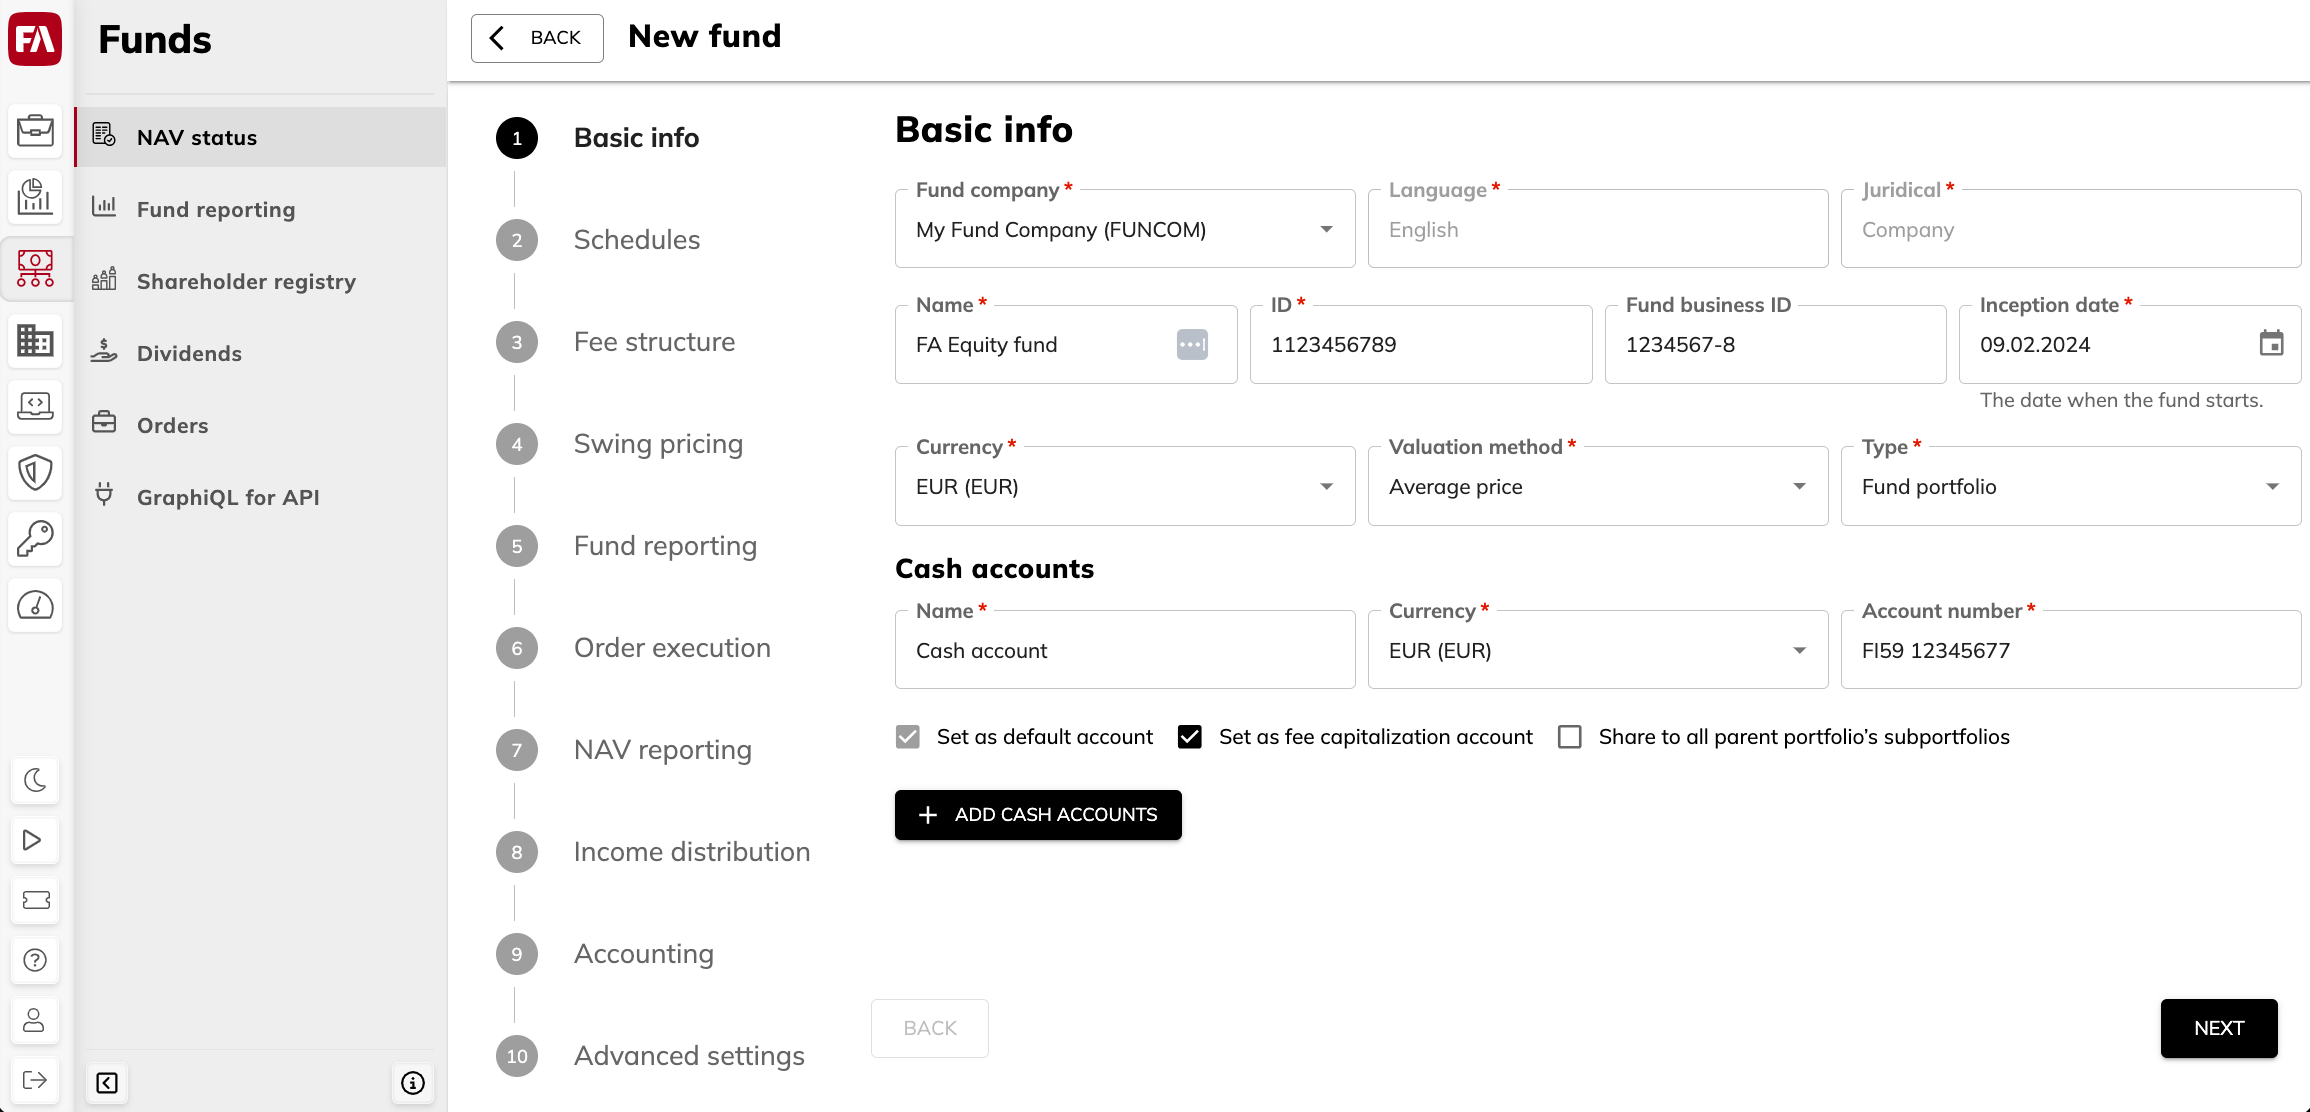 FA
Funds
NAV status
Fund reporting
Shareholder registry
Dividends
Orders
GraphiQL for API
BACK
New fund
1 Basic info
2 Schedules
3 Fee structure
4 Swing pricing
5 Fund reporting
6 Order execution
7 NAV reporting
8 Income distribution
9 Accounting
10 Advanced settings
Basic info
Fund company * Language * Juridical *
My Fund Company (FUNCOM) English Company
Name * ID * Fund business ID Inception date *
FA Equity fund 1123456789 1234567-8 09.02.2024
The date when the fund starts.
Currency * Valuation method * Type *
EUR (EUR) Average price Fund portfolio
Cash accounts
Name * Currency * Account number *
Cash account EUR (EUR) FI59 12345677
Set as default account Set as fee capitalization account Share to all parent portfolio’s subportfolios
ADD CASH ACCOUNTS
BACK NEXT